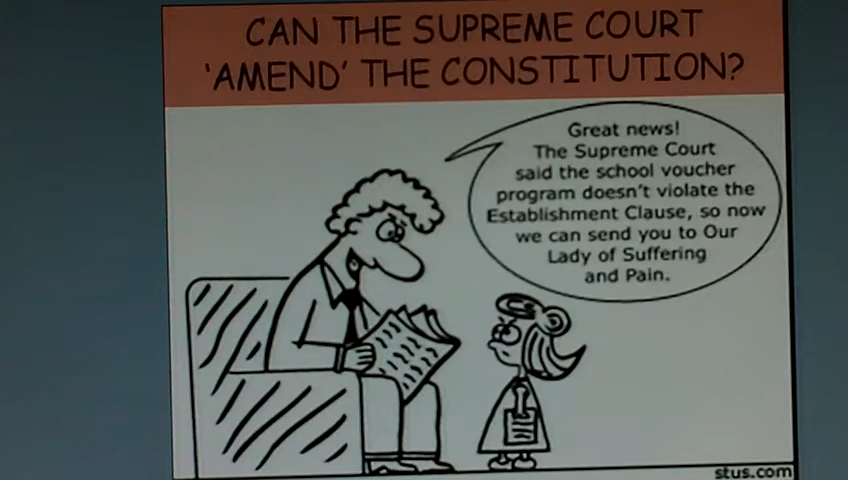 CAN THE SUPREME COURT
'AMEND' THE CONSTITUTION?
Great news!
The Supreme Court
said the school voucher
program doesn't violate the
Establishment Clause, so now
we can send you to Our
Lady of Suffering
and Pain.
stus.com